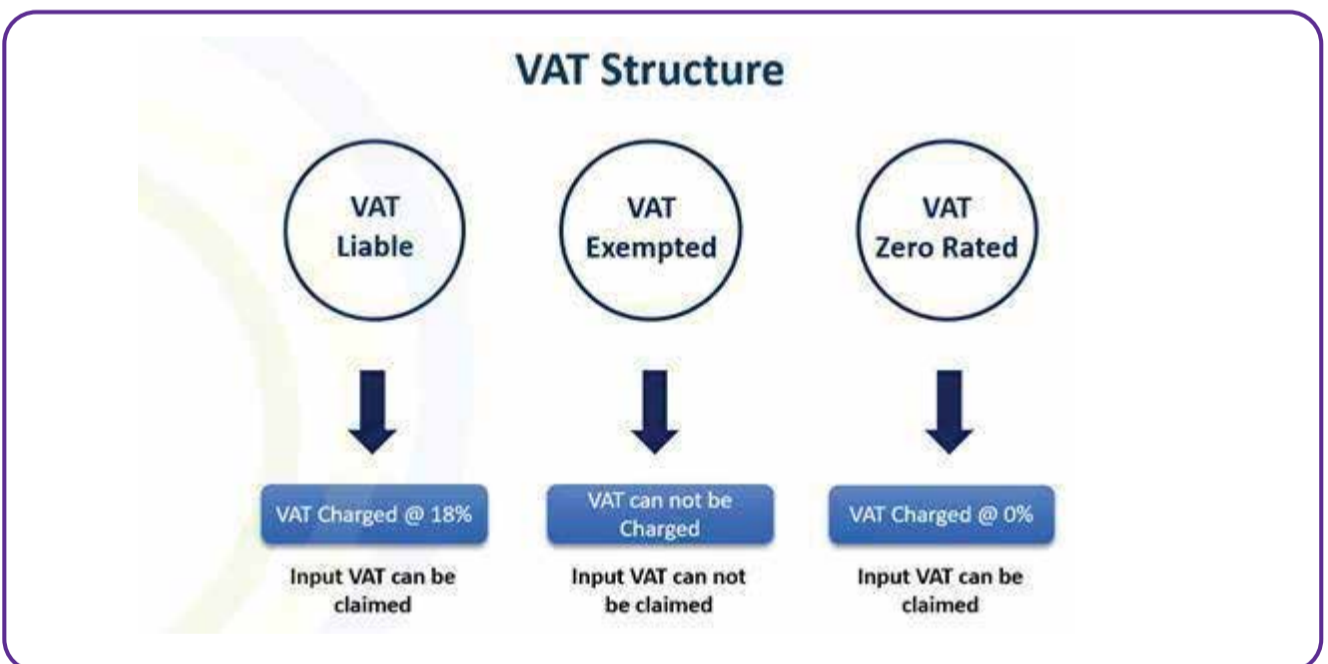 VAT Structure
VAT
Liable
VAT
Exempted
VAT
Zero Rated
VAT Charged @ 18%
VAT can not be
Charged
VAT Charged @ 0%
Input VAT can be
claimed
Input VAT can not
be claimed
Input VAT can be
claimed